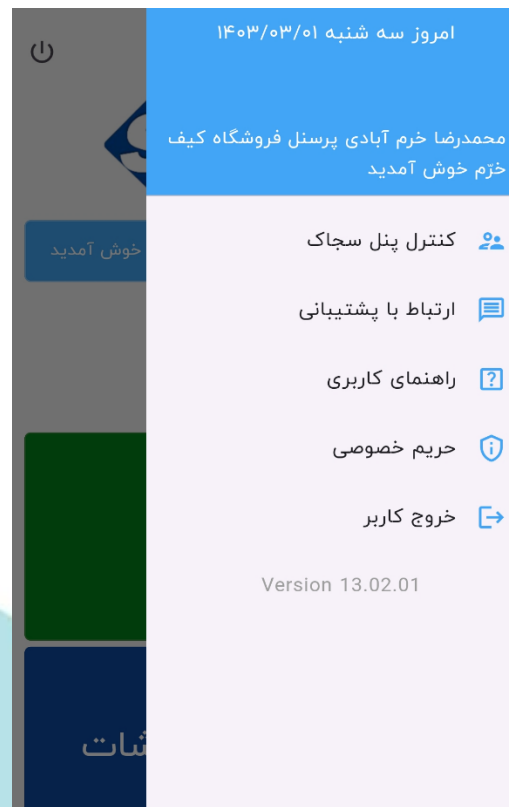 امروز سه شنبه ۱۴۰۳/۰۳/۰۱
محمدرضا خرم آبادی پرسنل فروشگاه کیف
خرّم خوش آمدید
خوش آمدید
کنترل پنل سجاک
ارتباط با پشتیبانی
راهنمای کاربری
حریم خصوصی
خروج کاربر
Version 13.02.01